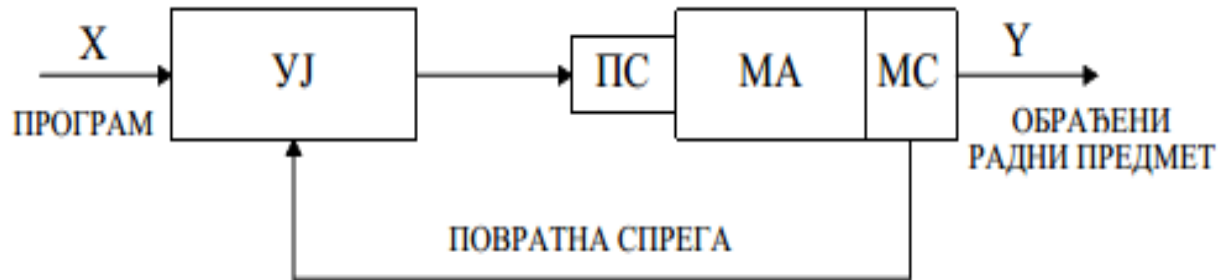 X
ПРОГРАМ
УЈ
ПС
МА
МС
Y
ОБРАЂЕНИ
РАДНИ ПРЕДМЕТ
ПОВРАТНА СПРЕГА